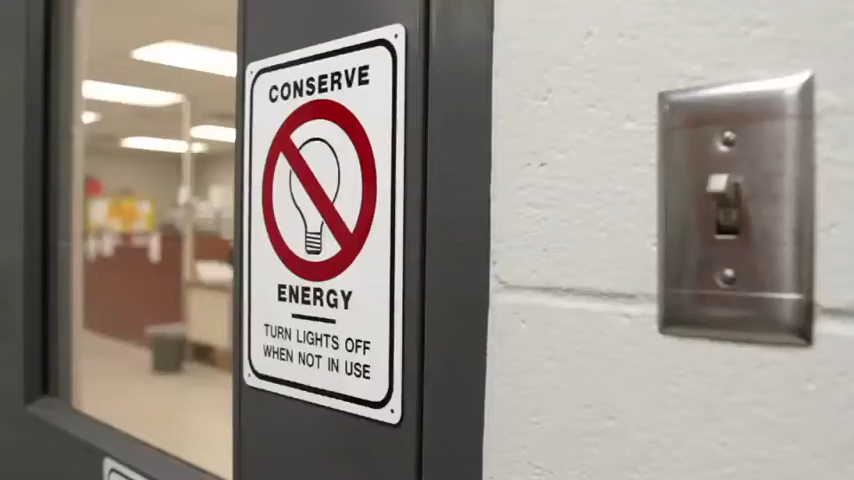 CONSERVE
ENERGY
TURN LIGHTS OFF
WHEN NOT IN USE